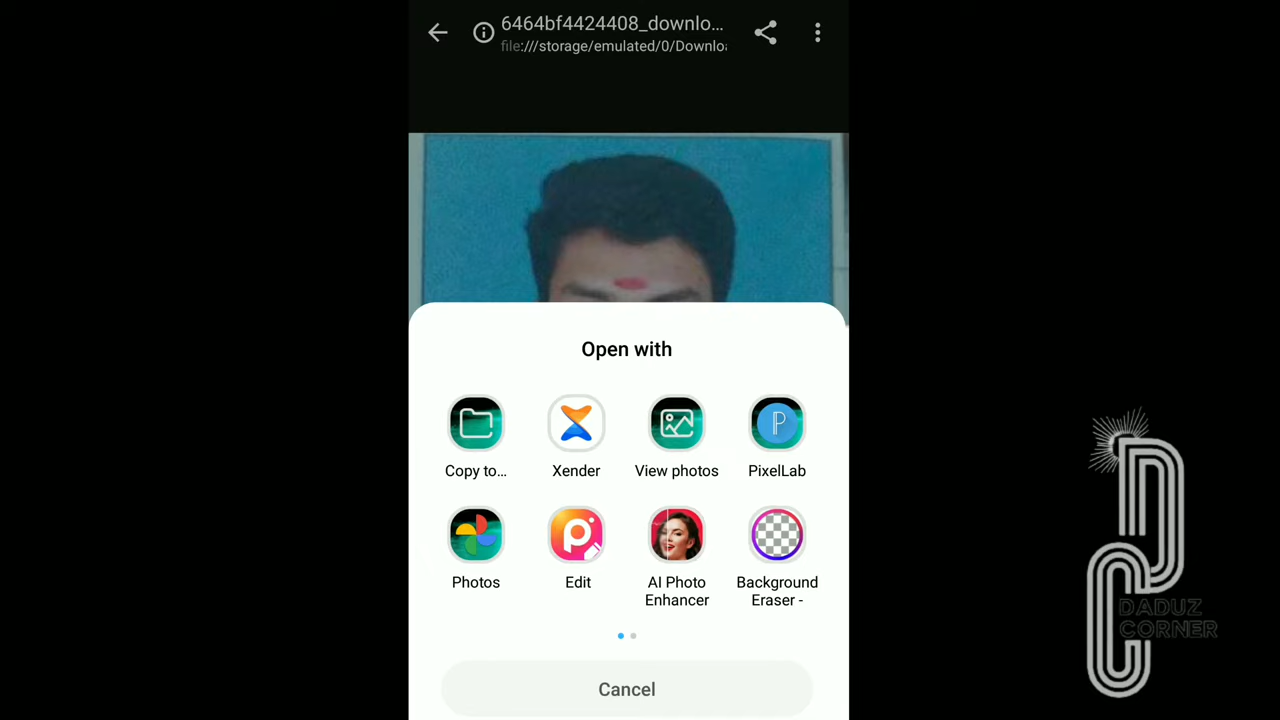 6464bf4424408_downlo...
file:///storage/emulated/0/Downloa
Open with
Copy to...
Xender
View photos
PixelLab
Photos
Edit
AI Photo
Enhancer
Background
Eraser -
Cancel
DADUZ
CORNER